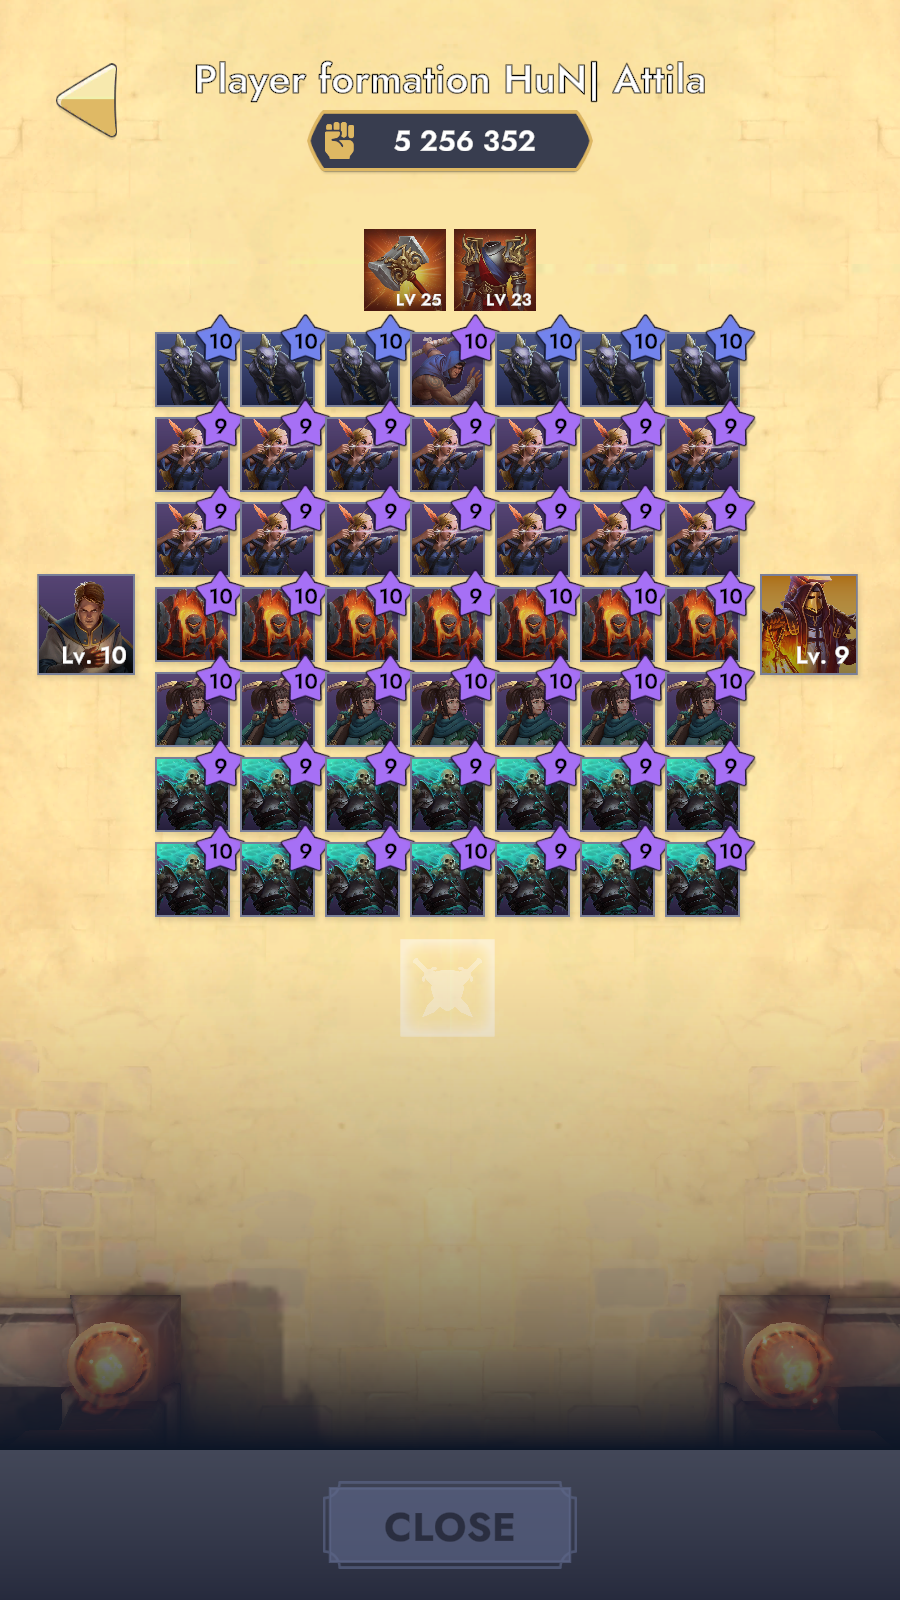 Player formation HuN| Attila
5 256 352
LV 25 LV 23
10 10 10 10 10 10 10
9 9 9 9 9 9 9
9 9 9 9 9 9 9
10 10 10 9 10 10 10
Lv. 10 Lv. 9
10 10 10 10 10 10 10
9 9 9 9 9 9 9
10 9 9 10 9 9 10
CLOSE